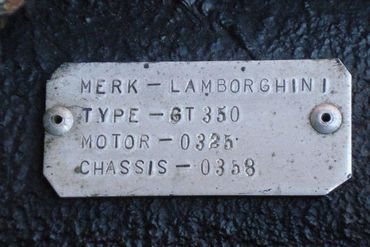 MERK - LAMBORGHINI
TYPE - GT 350
MOTOR - 0325
CHASSIS - 0358